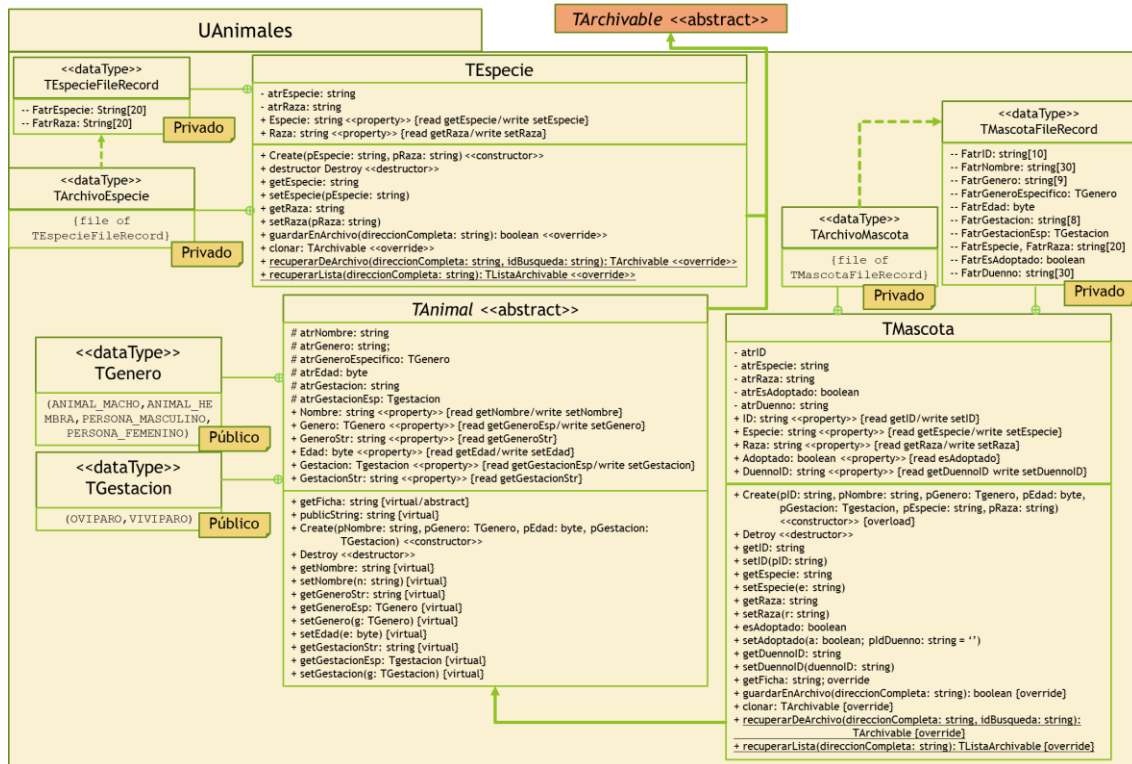 UAnimales
TArchivable <<abstract>>
<<dataType>>
TEspecieFileRecord
-- FatrEspecie: String[20]
-- FatrRaza: String[20]
Privado
<<dataType>>
TArchivoEspecie
{file of
TEspecieFileRecord}
Privado
TEspecie
- atrEspecie: string
- atrRaza: string
+ Especie: string <<property>> {read getEspecie/write setEspecie}
+ Raza: string <<property>> {read getRaza/write setRaza}
+ Create(pEspecie: string, pRaza: string) <<constructor>>
+ destructor Destroy <<destructor>>
+ getEspecie: string
+ setEspecie(pEspecie: string)
+ getRaza: string
+ setRaza(pRaza: string)
+ guardarEnArchivo(direccionCompleta: string): boolean <<override>>
+ clonar: TArchivable <<override>>
+ recuperarDeArchivo(direccionCompleta: string, idBusqueda: string): TArchivable <<override>>
+ recuperarLista(direccionCompleta: string): TListaArchivable <<override>>
<<dataType>>
TMascotaFileRecord
-- FatrID: string[10]
-- FatrNombre: string[30]
-- FatrGenero: string[9]
-- FatrGeneroEspecifico: TGenero
-- FatrEdad: byte
-- FatrGestacion: string[8]
-- FatrGestacionEsp: TGestacion
-- FatrEspecie, FatrRaza: string[20]
-- FatrEsAdoptado: boolean
-- FatrDuenno: string[30]
Privado
<<dataType>>
TArchivoMascota
{file of
TMascotaFileRecord}
Privado
<<dataType>>
TGenero
(ANIMAL_MACHO,ANIMAL_HE
MBRA,PERSONA_MASCULINO,
PERSONA_FEMENINO)
Público
<<dataType>>
TGestacion
(OVIPARO,VIVIPARO)
Público
TAnimal <<abstract>>
# atrNombre: string
# atrGenero: string;
# atrGeneroEspecifico: TGenero
# atrEdad: byte
# atrGestacion: string
# atrGestacionEsp: Tgestacion
+ Nombre: string <<property>> {read getNombre/write setNombre}
+ Genero: TGenero <<property>> {read getGeneroEsp/write setGenero}
+ GeneroStr: string <<property>> {read getGeneroStr}
+ Edad: byte <<property>> {read getEdad/write setEdad}
+ Gestacion: Tgestacion <<property>> {read getGestacionEsp/write setGestacion}
+ GestacionStr: string <<property>> {read getGestacionStr}
+ getFicha: string {virtual/abstract}
+ publicString: string {virtual}
+ Create(pNombre: string, pGenero: TGenero, pEdad: byte, pGestacion:
TGestacion) <<constructor>>
+ Destroy <<destructor>>
+ getNombre: string {virtual}
+ setNombre(n: string) {virtual}
+ getGeneroStr: string {virtual}
+ getGeneroEsp: TGenero {virtual}
+ setGenero(g: TGenero) {virtual}
+ setEdad(e: byte) {virtual}
+ getGestacionStr: string {virtual}
+ getGestacionEsp: Tgestacion {virtual}
+ setGestacion(g: TGestacion) {virtual}
TMascota
- atrID
- atrEspecie: string
- atrRaza: string
- atrEsAdoptado: boolean
- atrDuenno: string
+ ID: string <<property>> {read getID/write setID}
+ Especie: string <<property>> {read getEspecie/write setEspecie}
+ Raza: string <<property>> {read getRaza/write setRaza}
+ Adoptado: boolean <<property>> {read esAdoptado}
+ DuennoID: string <<property>> {read getDuennoID write setDuennoID}
+ Create(pID: string, pNombre: string, pGenero: Tgenero, pEdad: byte,
pGestacion: Tgestacion, pEspecie: string, pRaza: string)
<<constructor>> {overload}
+ Detroy <<destructor>>
+ getID: string
+ setID(pID: string)
+ getEspecie: string
+ setEspecie(e: string)
+ getRaza: string
+ setRaza(r: string)
+ esAdoptado: boolean
+ setAdoptado(a: boolean; pIdDuenno: string = ‘’)
+ getDuennoID: string
+ setDuennoID(duennoID: string)
+ getFicha: string; override
+ guardarEnArchivo(direccionCompleta: string): boolean {override}
+ clonar: TArchivable {override}
+ recuperarDeArchivo(direccionCompleta: string, idBusqueda: string):
TArchivable {override}
+ recuperarLista(direccionCompleta: string): TListaArchivable {override}